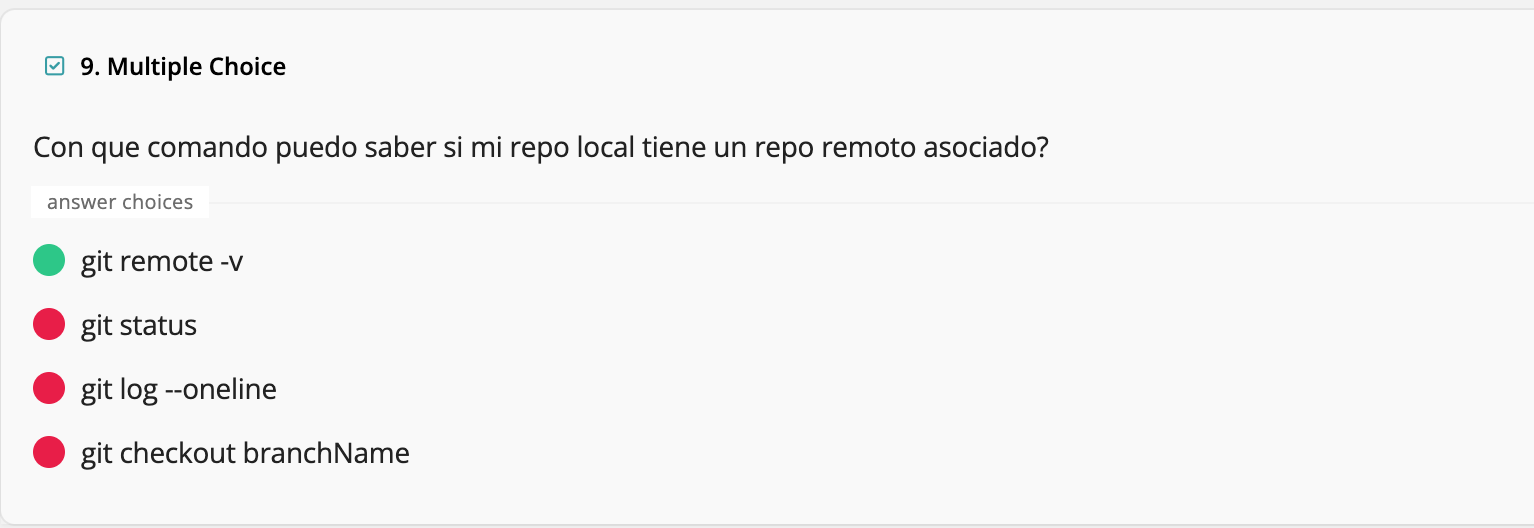 9. Multiple Choice
Con que comando puedo saber si mi repo local tiene un repo remoto asociado?
answer choices
git remote -v
git status
git log --oneline
git checkout branchName